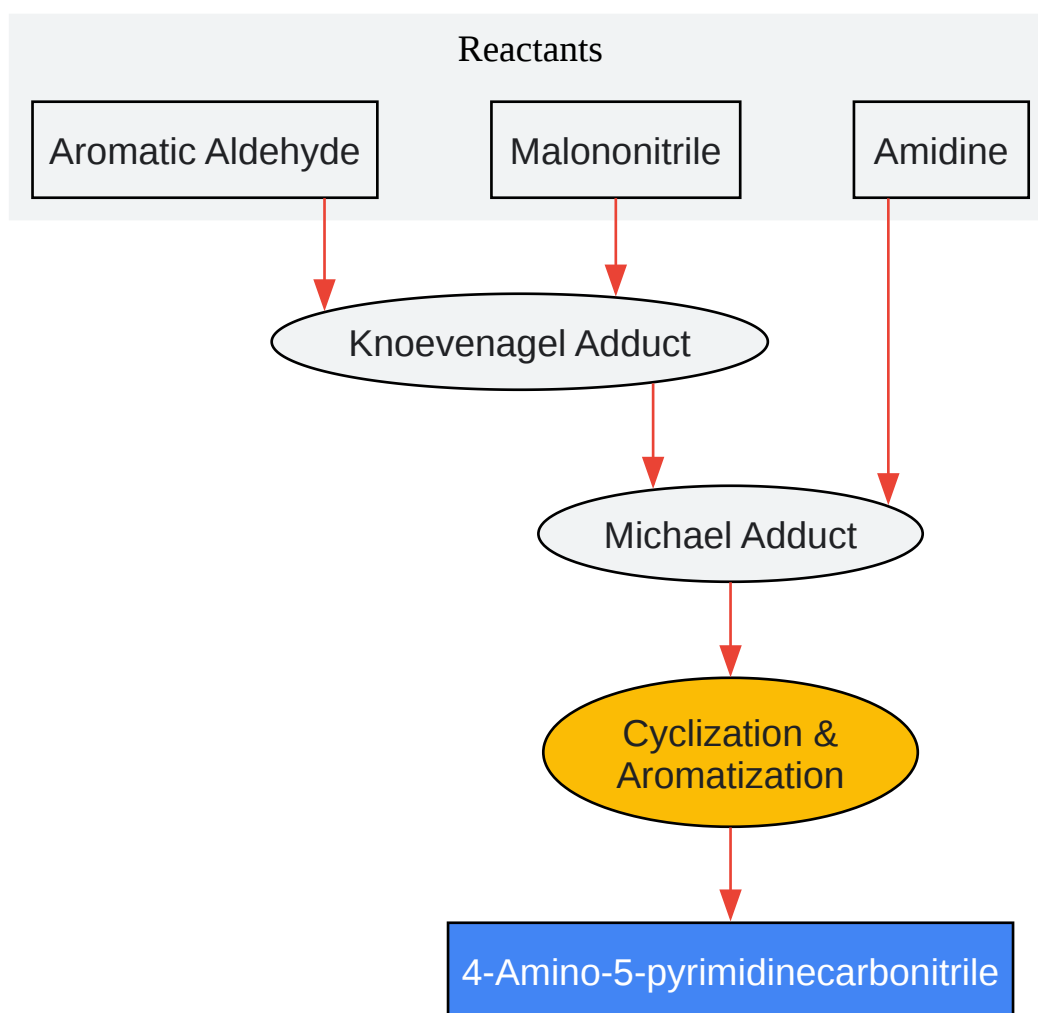 Reactants
Aromatic Aldehyde
Malononitrile
Amidine
Knoevenagel Adduct
Michael Adduct
Cyclization &
Aromatization
4-Amino-5-pyrimidinecarbonitrile